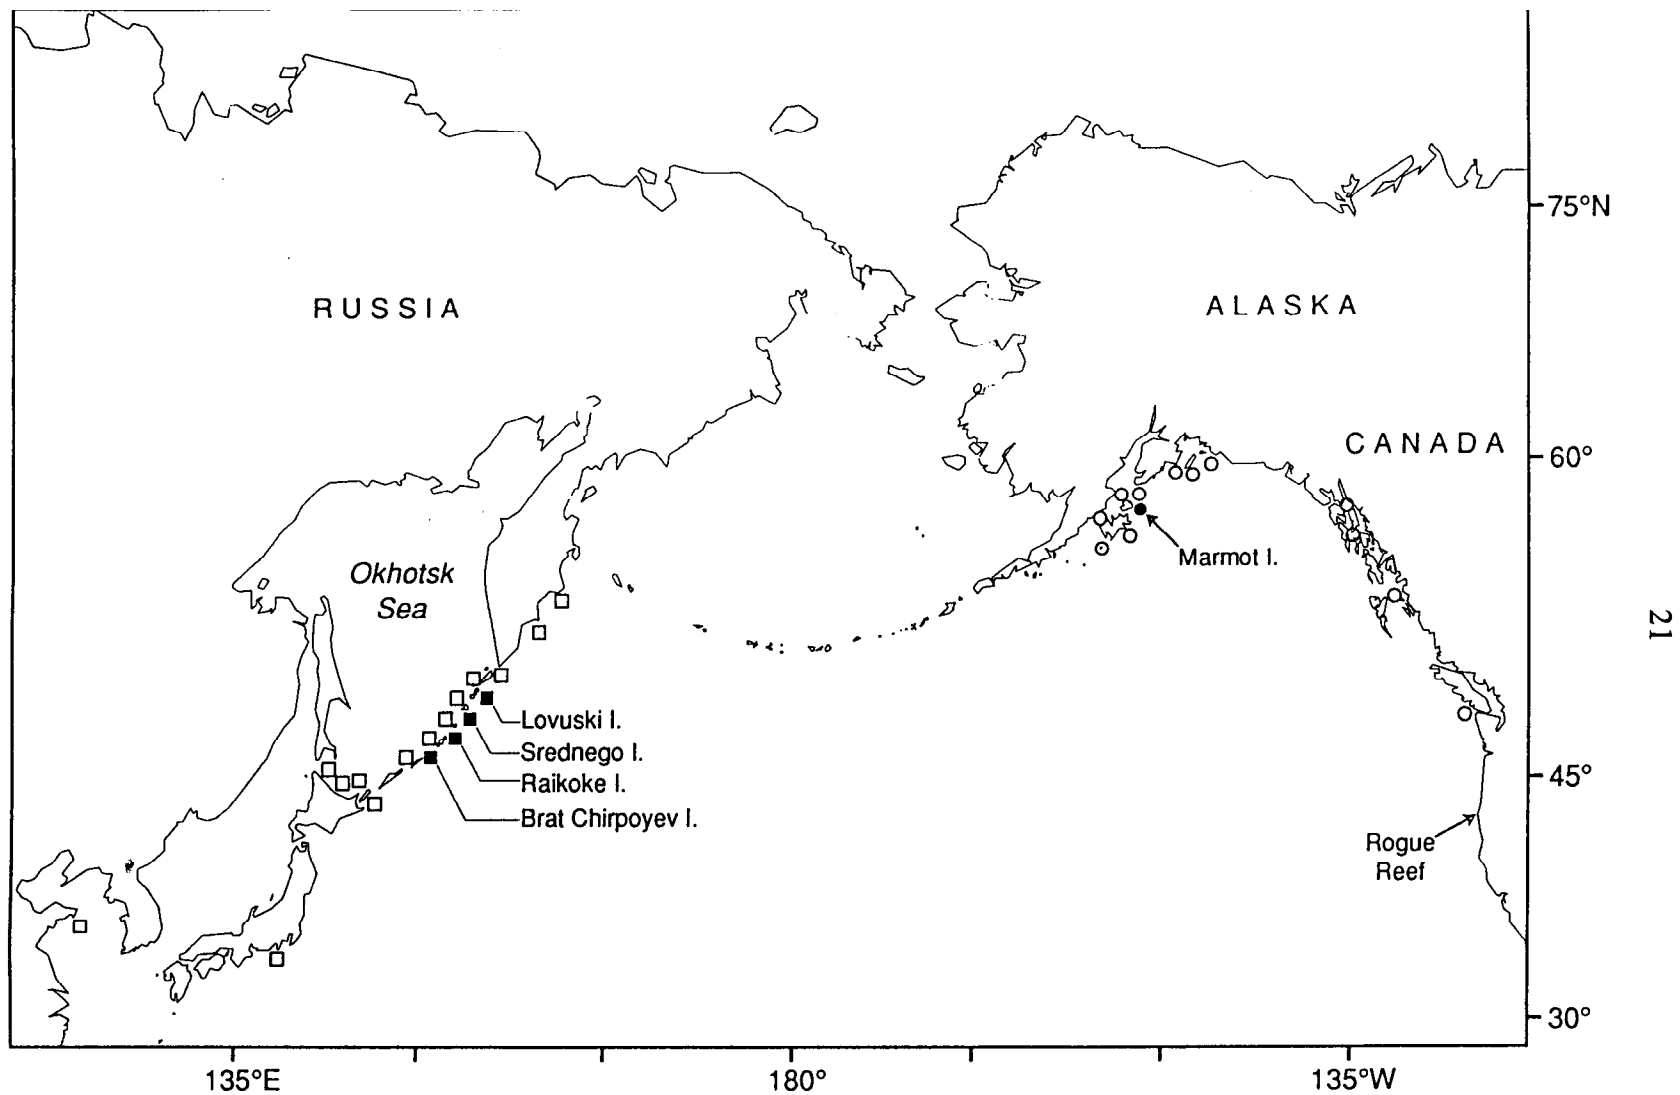 75°N
RUSSIA
ALASKA
CANADA
60°
Okhotsk
Sea
Marmot I.
21
Lovuski I.
Srednego I.
Raikoke I.
Brat Chirpoyev I.
45°
Rogue
Reef
30°
135°E
180°
135°W